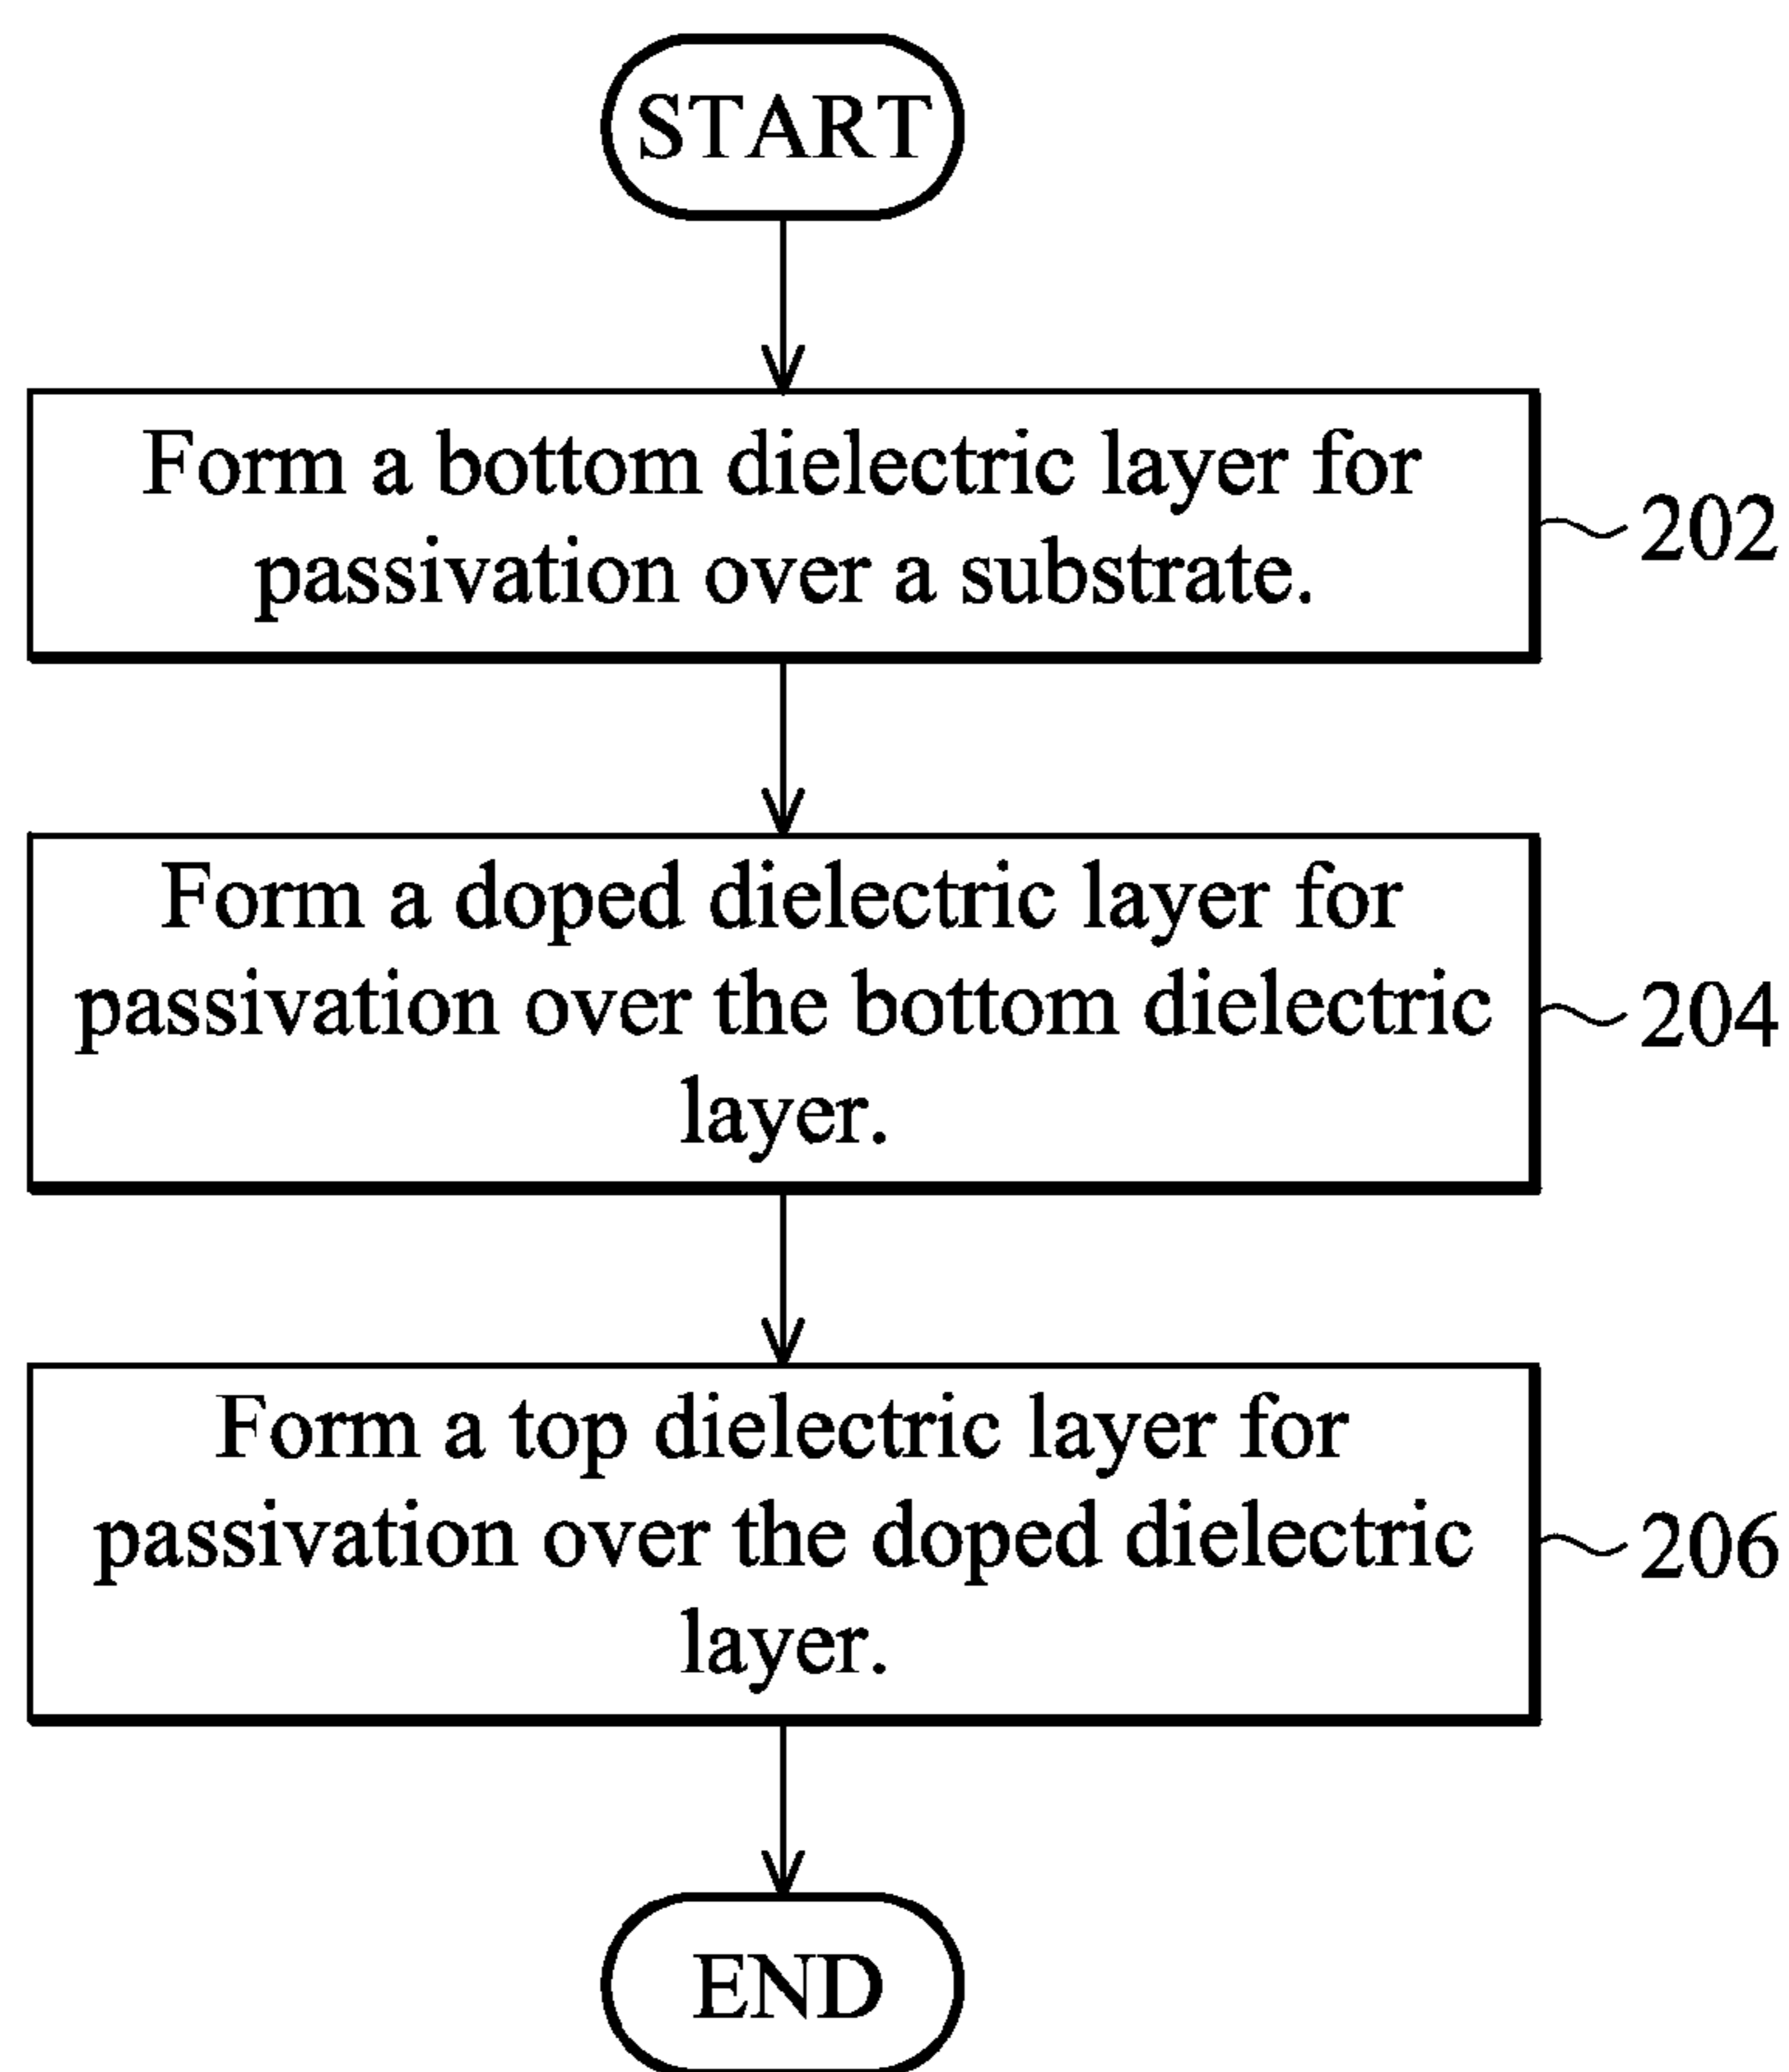 START
Form a bottom dielectric layer for
passivation over a substrate.
202
Form a doped dielectric layer for
passivation over the bottom dielectric
layer.
204
Form a top dielectric layer for
passivation over the doped dielectric
layer.
206
END